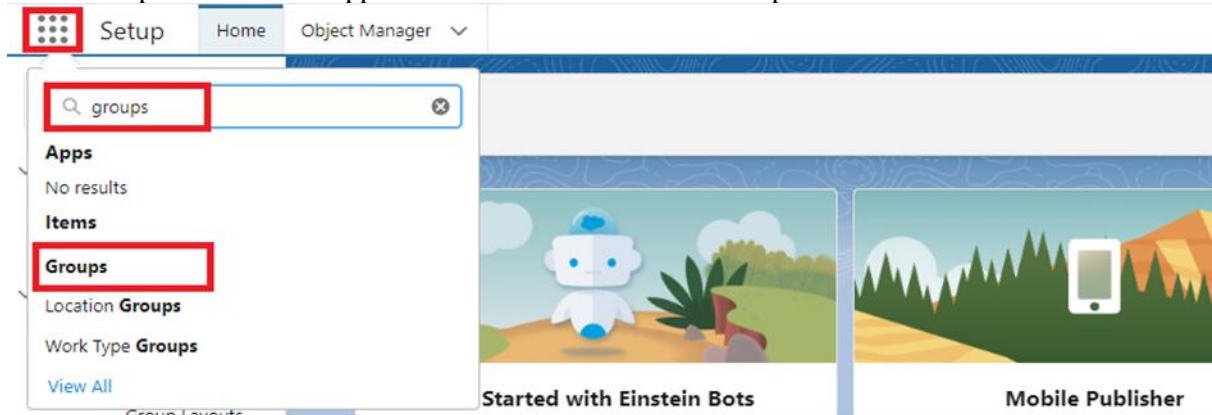 Setup Home Object Manager
groups
Apps
No results
Items
Groups
Location Groups
Work Type Groups
View All
Started with Einstein Bots
Mobile Publisher